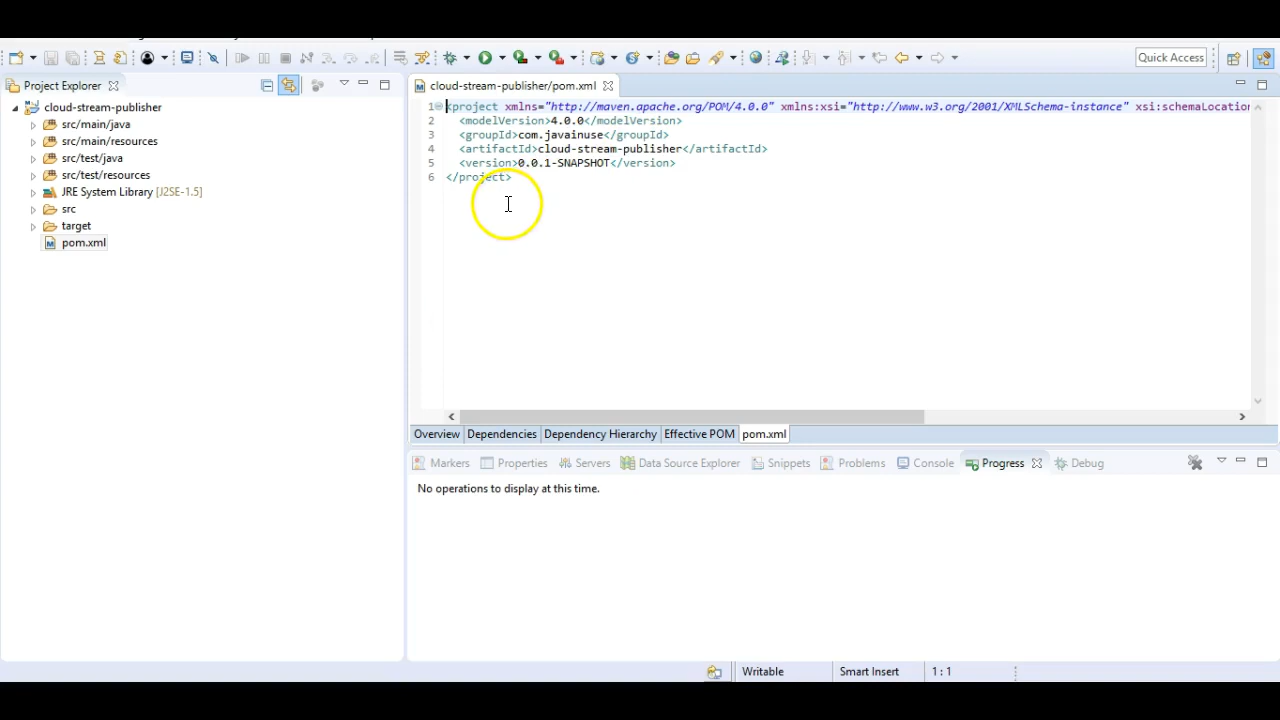 Quick Access
Project Explorer
cloud-stream-publisher
src/main/java
src/main/resources
src/test/java
src/test/resources
JRE System Library [J2SE-1.5]
src
target
pom.xml
cloud-stream-publisher/pom.xml
1 <project xmlns="http://maven.apache.org/POM/4.0.0" xmlns:xsi="http://www.w3.org/2001/XMLSchema-instance" xsi:schemaLocation
2 <modelVersion>4.0.0</modelVersion>
3 <groupId>com.javainuse</groupId>
4 <artifactId>cloud-stream-publisher</artifactId>
5 <version>0.0.1-SNAPSHOT</version>
6 </project>
Overview Dependencies Dependency Hierarchy Effective POM pom.xml
Markers Properties Servers Data Source Explorer Snippets Problems Console Progress Debug
No operations to display at this time.
Writable Smart Insert 1 : 1